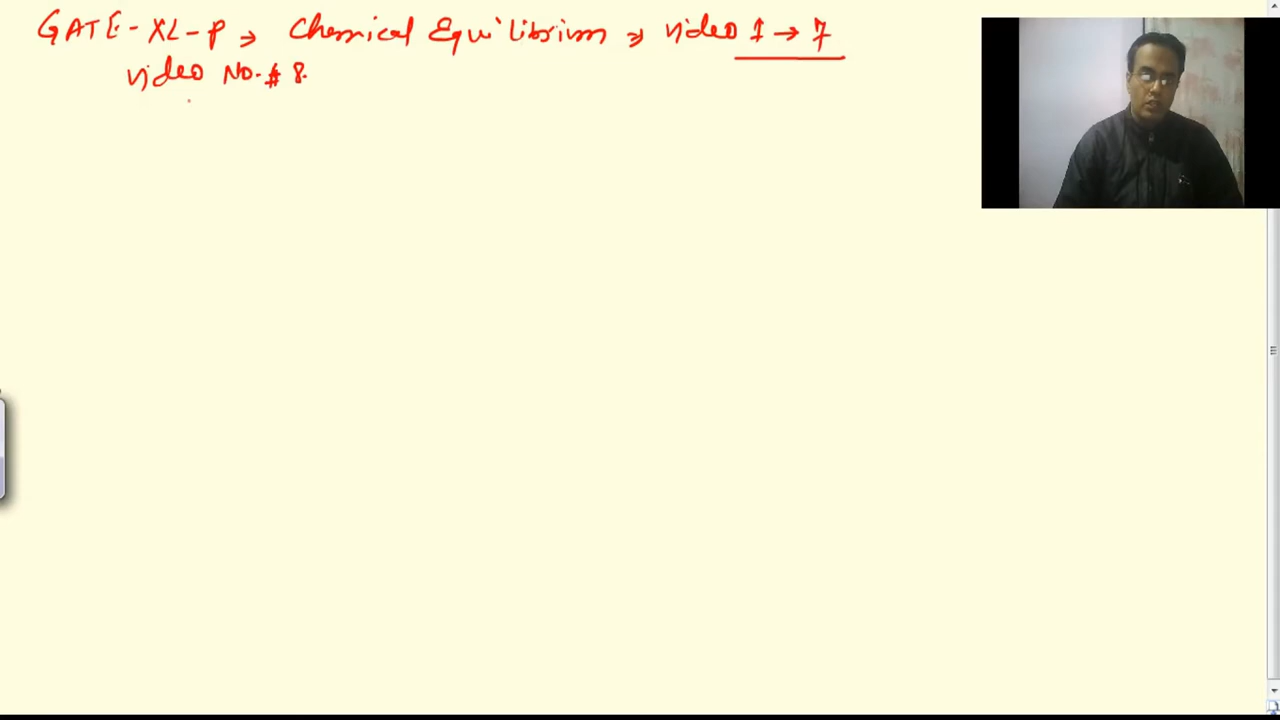 GATE-XL-P ⇒ Chemical Equilibrium ⇒ video 1 → 7
video No. # 8.